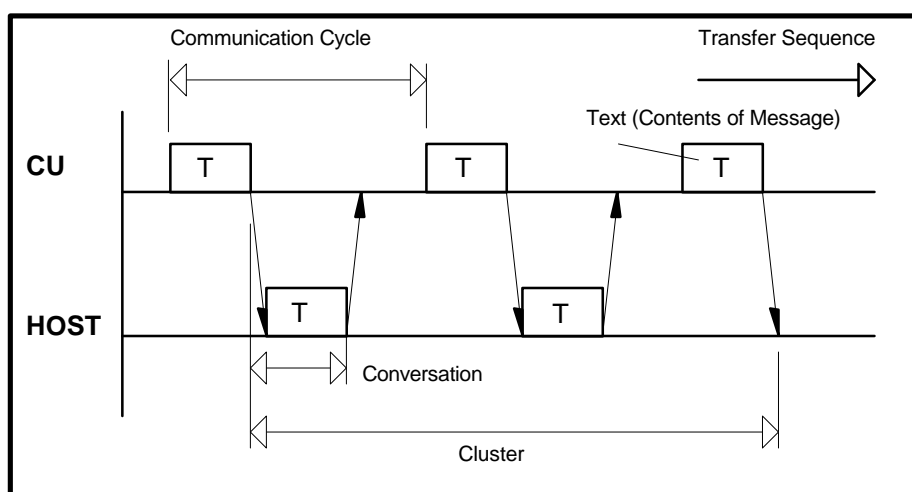 Communication Cycle
Transfer Sequence
Text (Contents of Message)
CU
T
T
T
HOST
T
T
Conversation
Cluster